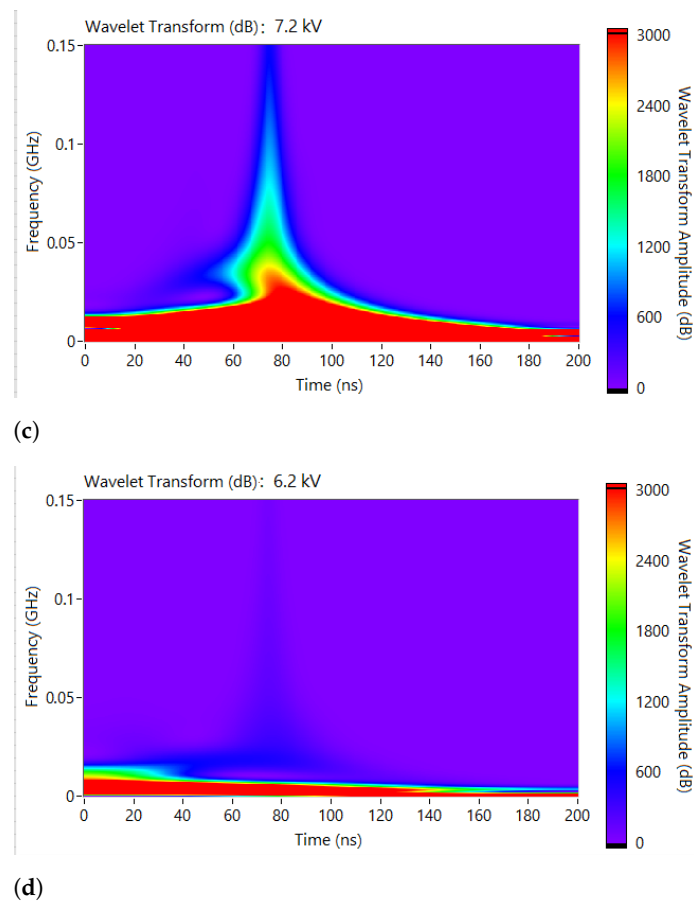 Wavelet Transform (dB): 7.2 kV
0.15
0.1
0.05
0
Frequency (GHz)
0 20 40 60 80 100 120 140 160 180 200
Time (ns)
3000
2400
1800
1200
600
0
Wavelet Transform Amplitude (dB)
(c)
Wavelet Transform (dB): 6.2 kV
0.15
0.1
0.05
0
Frequency (GHz)
0 20 40 60 80 100 120 140 160 180 200
Time (ns)
3000
2400
1800
1200
600
0
Wavelet Transform Amplitude (dB)
(d)